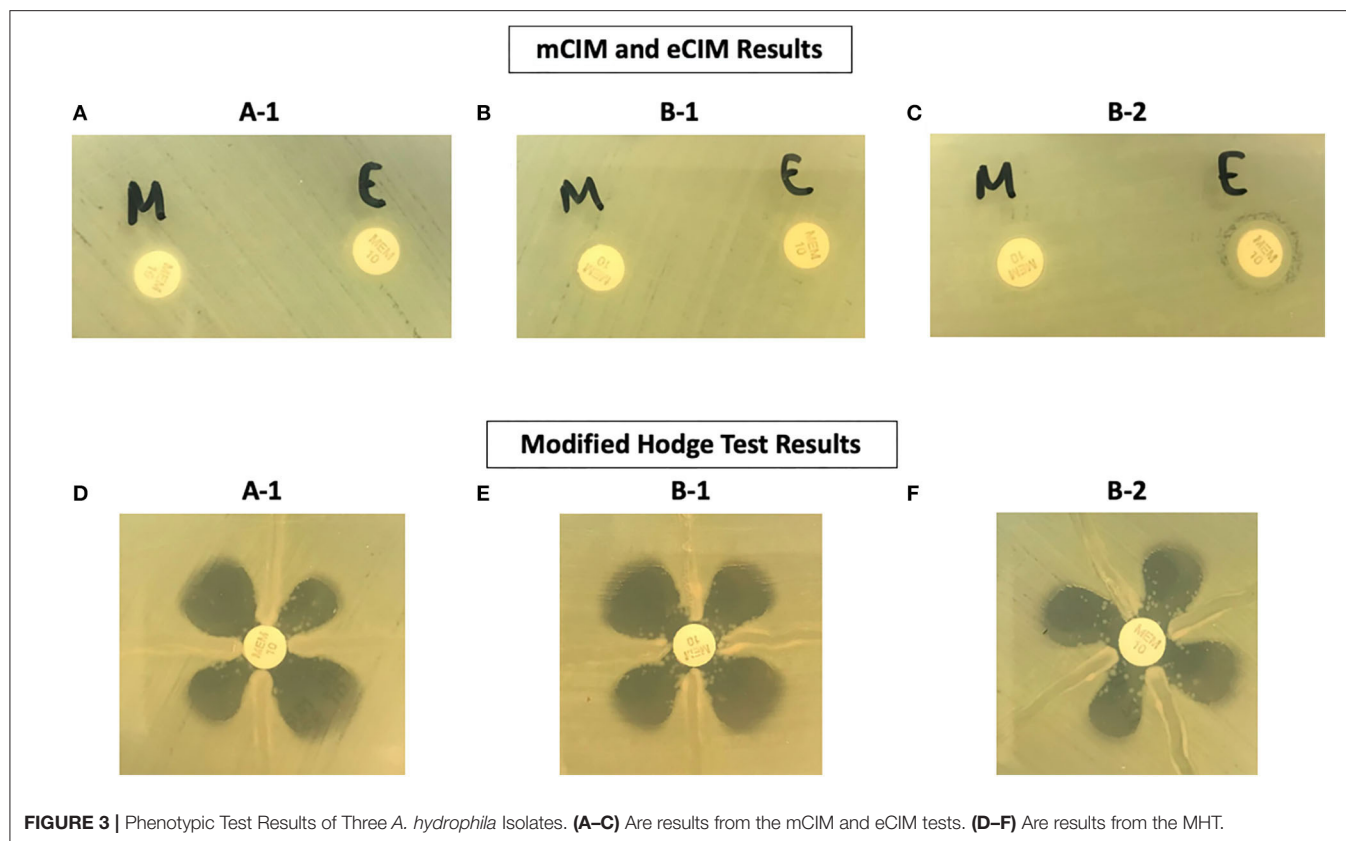 mCIM and eCIM Results
A A-1 B B-1 C B-2
M E M E M E
MEM 10 MEM 10 MEM 10 MEM 10 MEM 10 MEM 10
Modified Hodge Test Results
D A-1 E B-1 F B-2
MEM 10 MEM 10 MEM 10
FIGURE 3 | Phenotypic Test Results of Three A. hydrophila Isolates. (A–C) Are results from the mCIM and eCIM tests. (D–F) Are results from the MHT.